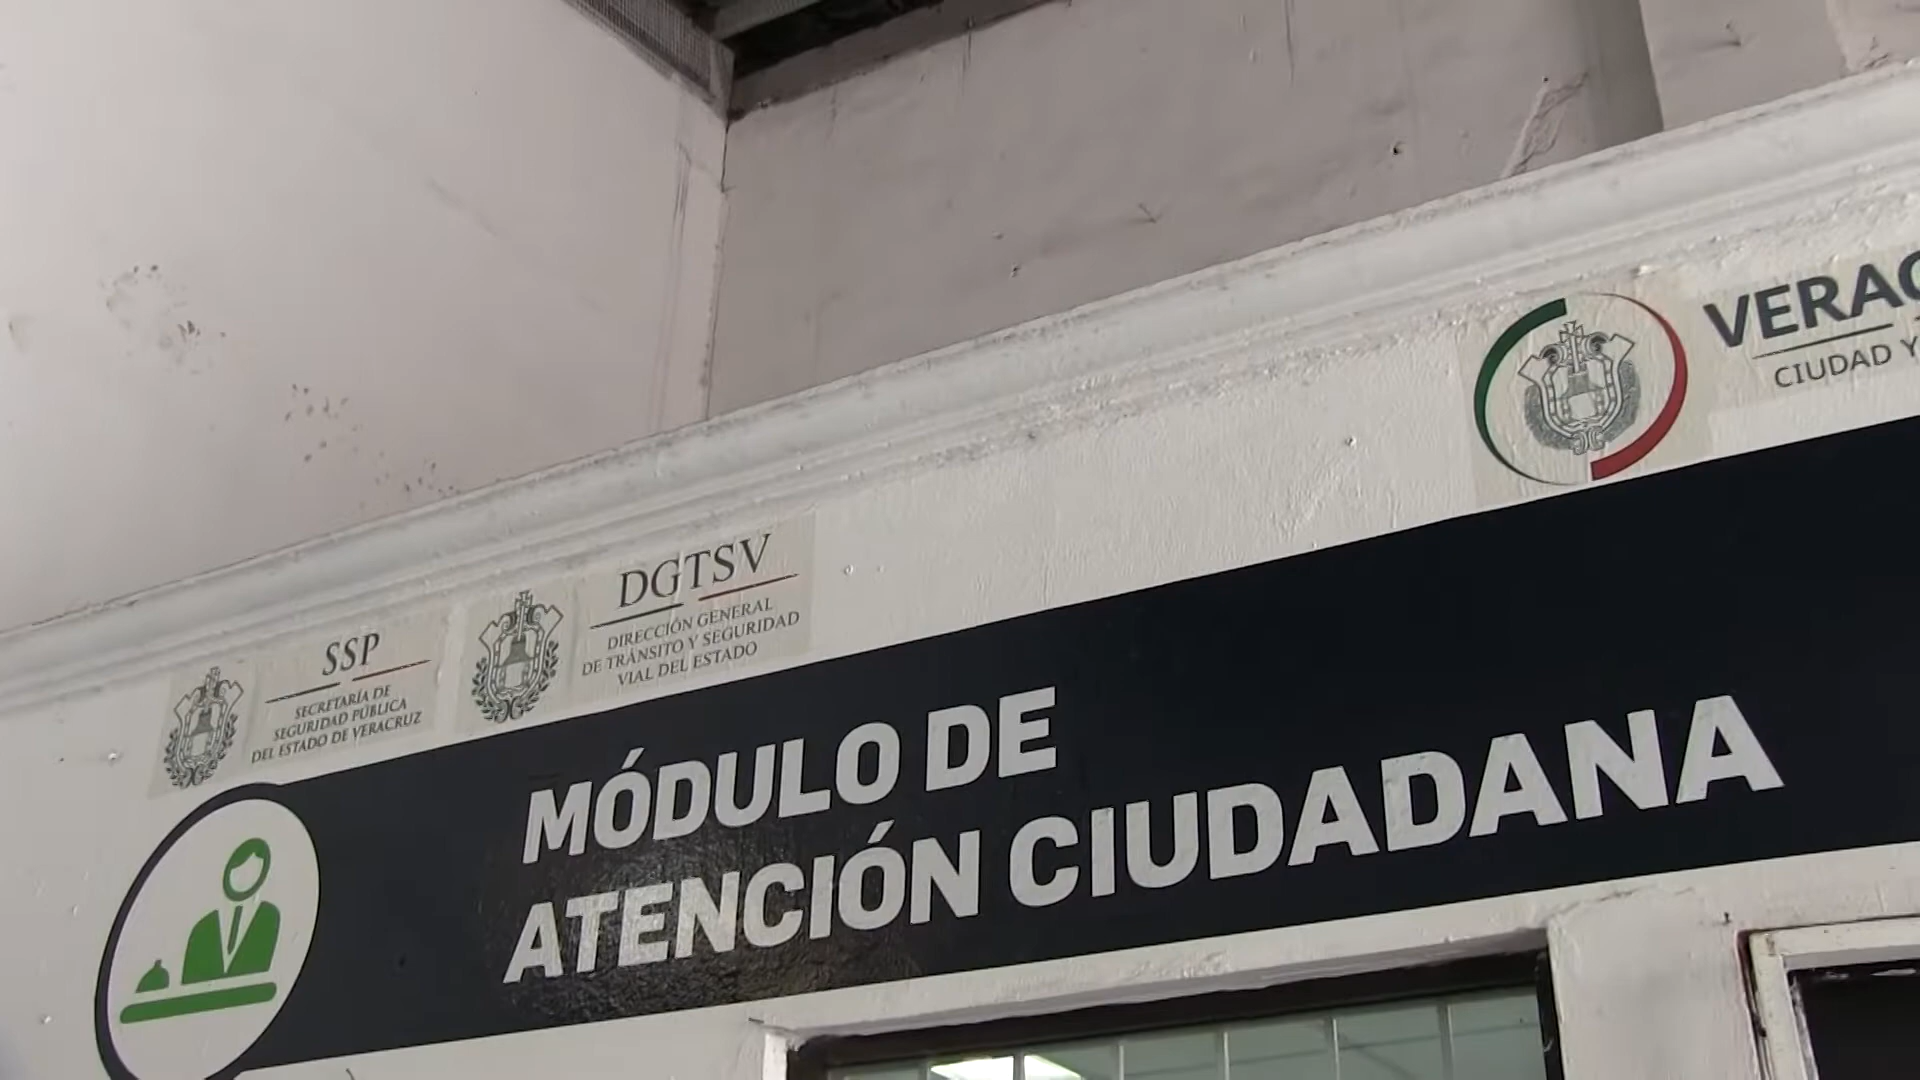 SSP
SECRETARÍA DE
SEGURIDAD PÚBLICA
DEL ESTADO DE VERACRUZ
DGTSV
DIRECCIÓN GENERAL
DE TRÁNSITO Y SEGURIDAD
VIAL DEL ESTADO
CIUDAD Y
MÓDULO DE
ATENCIÓN CIUDADANA